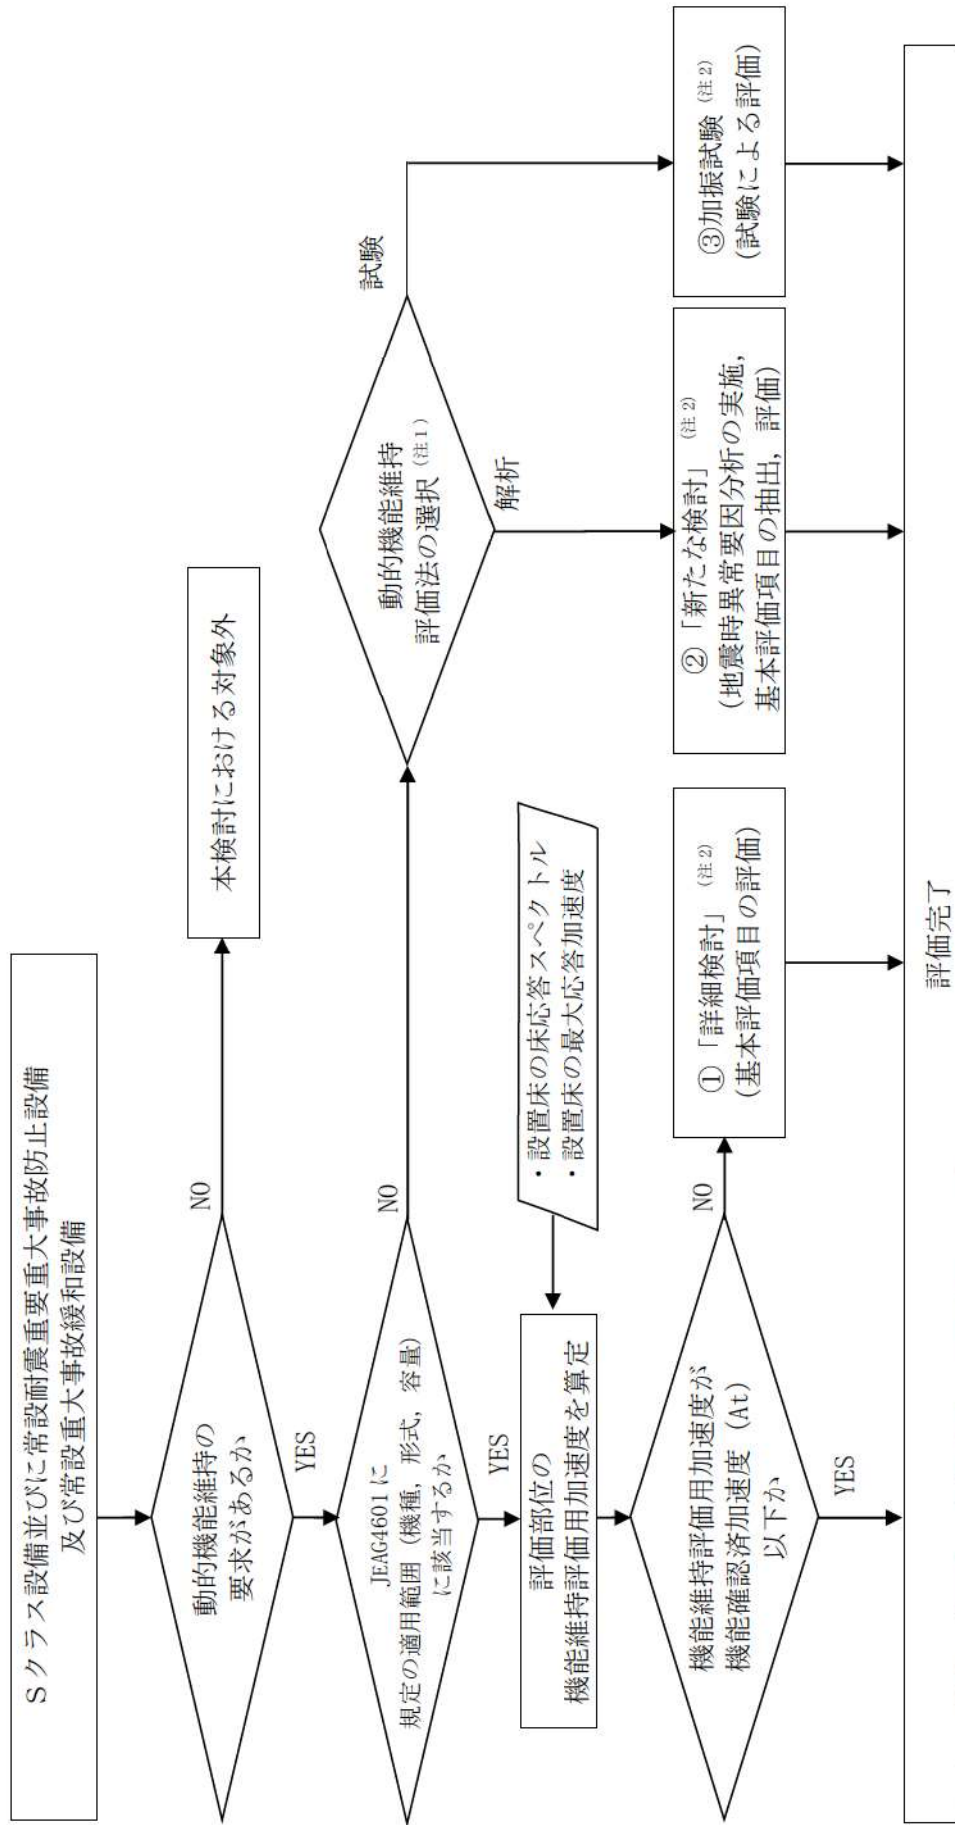 Sクラス設備並びに常設耐震重要重大事故防止設備
及び常設重大事故緩和設備
動的機能維持の
要求があるか
NO
本検討における対象外
YES
JEAG4601に
規定の適用範囲（機種，形式，容量）
に該当するか
NO
動的機能維持
評価法の選択（注1）
試験
解析
YES
評価部位の
機能維持評価用加速度を算定
・設置床の床応答スペクトル
・設置床の最大応答加速度
機能維持評価用加速度が
機能確認済加速度（At）
以下か
NO
YES
①「詳細検討」（注2）
（基本評価項目の評価）
②「新たな検討」（注2）
（地震時異常要因分析の実施，
基本評価項目の抽出，評価）
③加振試験（注2）
（試験による評価）
評価完了